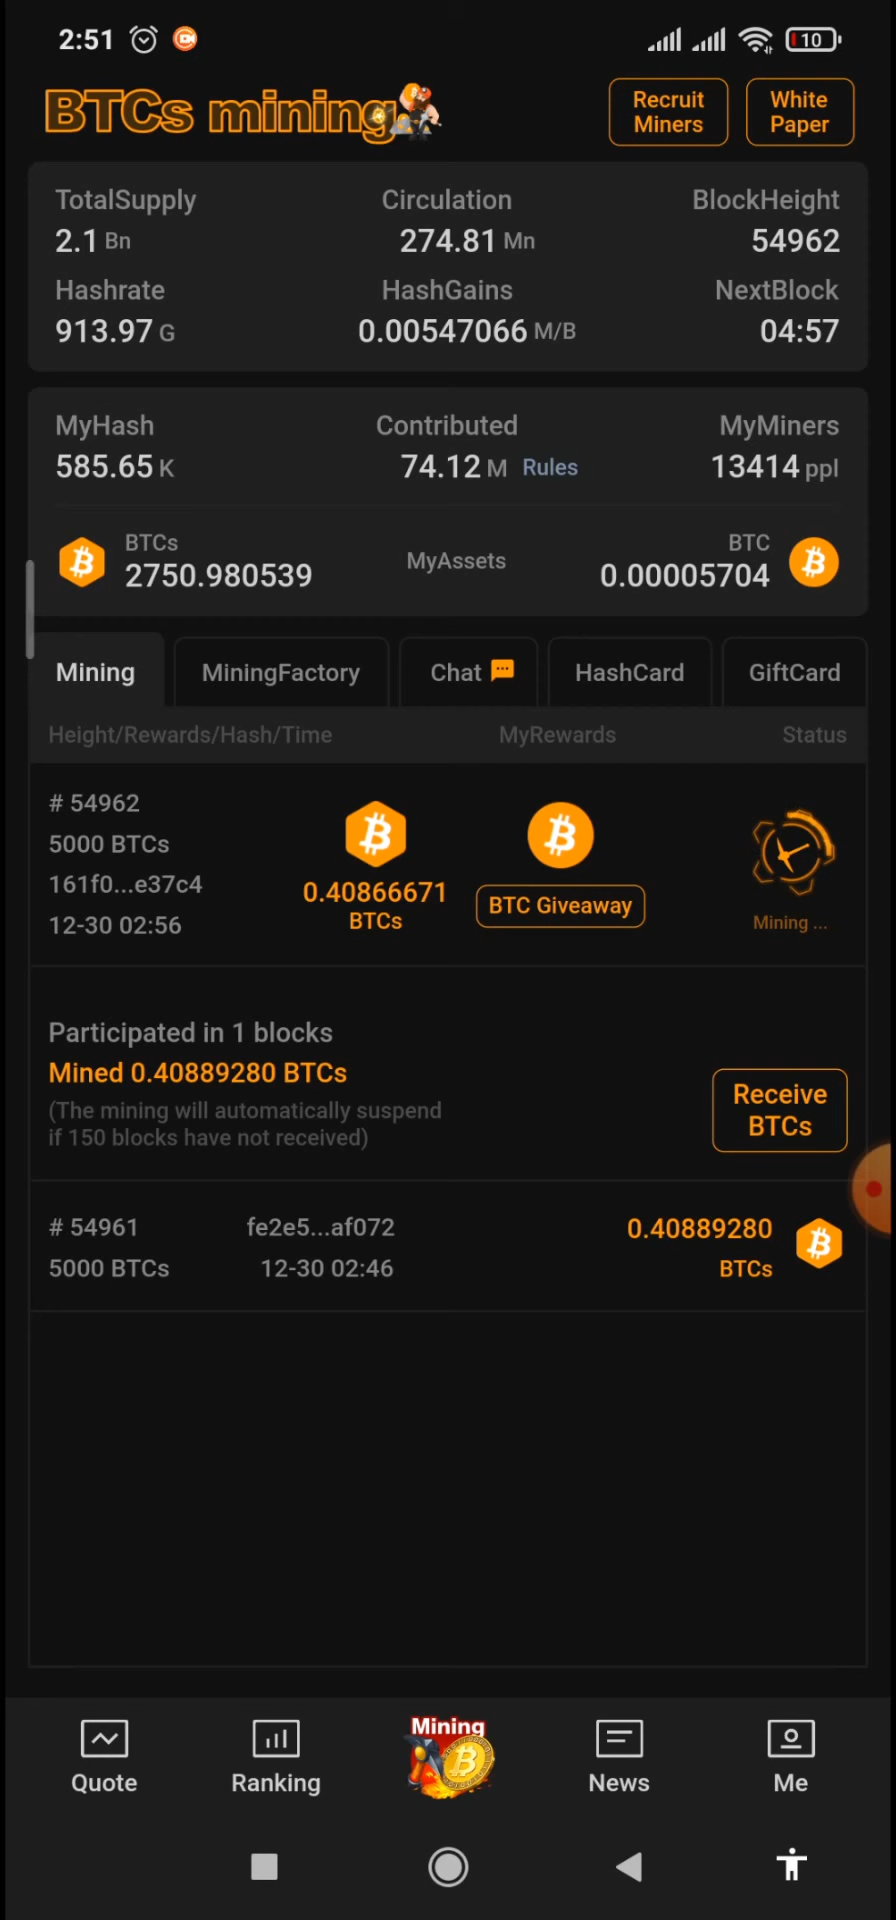 2:51
10
BTCs mining
Recruit
Miners
White
Paper
TotalSupply Circulation BlockHeight
2.1 Bn 274.81 Mn 54962
Hashrate HashGains NextBlock
913.97 G 0.00547066 M/B 04:57
MyHash Contributed MyMiners
585.65 K 74.12 M Rules 13414 ppl
BTCs MyAssets BTC
2750.980539 0.00005704
Mining MiningFactory Chat HashCard GiftCard
Height/Rewards/Hash/Time MyRewards Status
# 54962
5000 BTCs
161f0...e37c4
12-30 02:56
0.40866671
BTCs
BTC Giveaway
Mining ...
Participated in 1 blocks
Mined 0.40889280 BTCs
(The mining will automatically suspend
if 150 blocks have not received)
Receive
BTCs
# 54961 fe2e5...af072 0.40889280
5000 BTCs 12-30 02:46 BTCs
Mining
Quote Ranking News Me